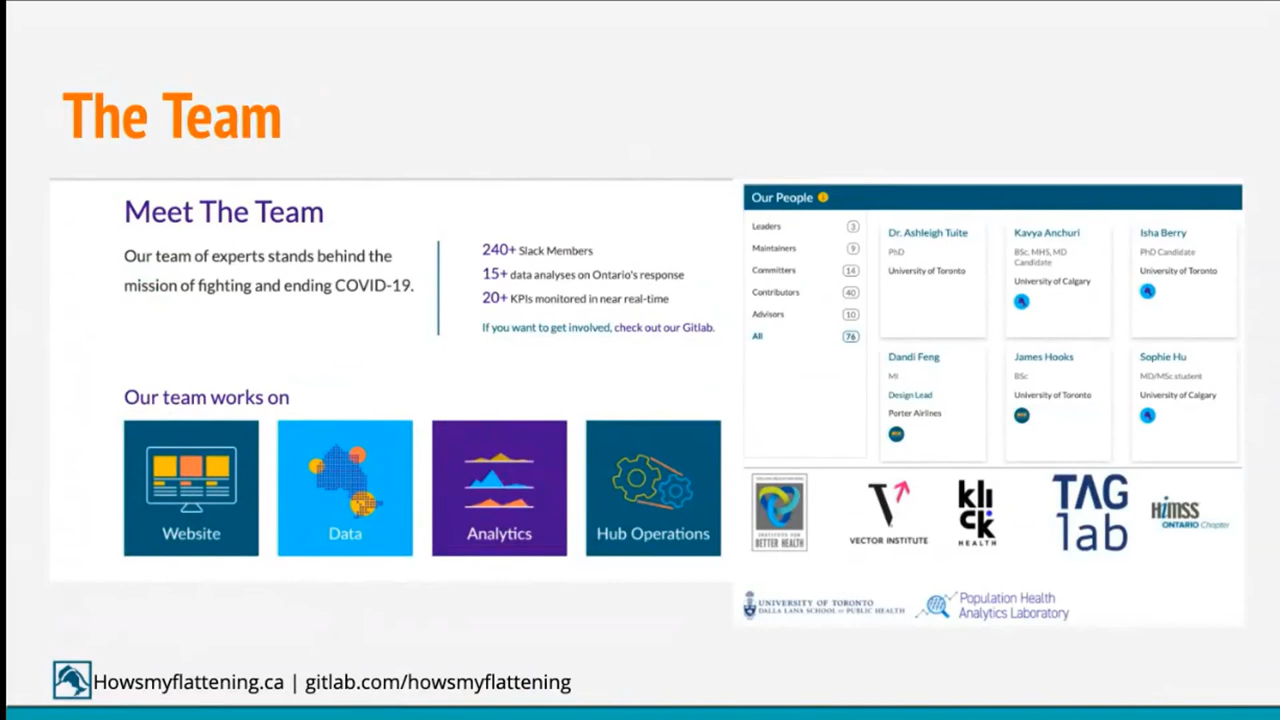 The Team
Meet The Team
Our team of experts stands behind the
mission of fighting and ending COVID-19.
240+ Slack Members
15+ data analyses on Ontario's response
20+ KPIs monitored in near real-time
If you want to get involved, check out our Gitlab.
Our team works on
Website
Data
Analytics
Hub Operations
Our People
Leaders 3
Maintainers 9
Committers 14
Contributors 40
Advisors 10
All 76
Dr. Ashleigh Tuite
PhD
University of Toronto
Kavya Anchuri
BSc, MHS, MD
Candidate
University of Calgary
Isha Berry
PhD Candidate
University of Toronto
Dandi Feng
MI
Design Lead
Porter Airlines
James Hooks
BSc
University of Toronto
Sophie Hu
MD/MSc student
University of Calgary
INSTITUTE FOR
BETTER HEALTH
VECTOR INSTITUTE
klick
HEALTH
TAG
lab
HIMSS
ONTARIO Chapter
UNIVERSITY OF TORONTO
DALLA LANA SCHOOL OF PUBLIC HEALTH
Population Health
Analytics Laboratory
Howsmyflattening.ca | gitlab.com/howsmyflattening